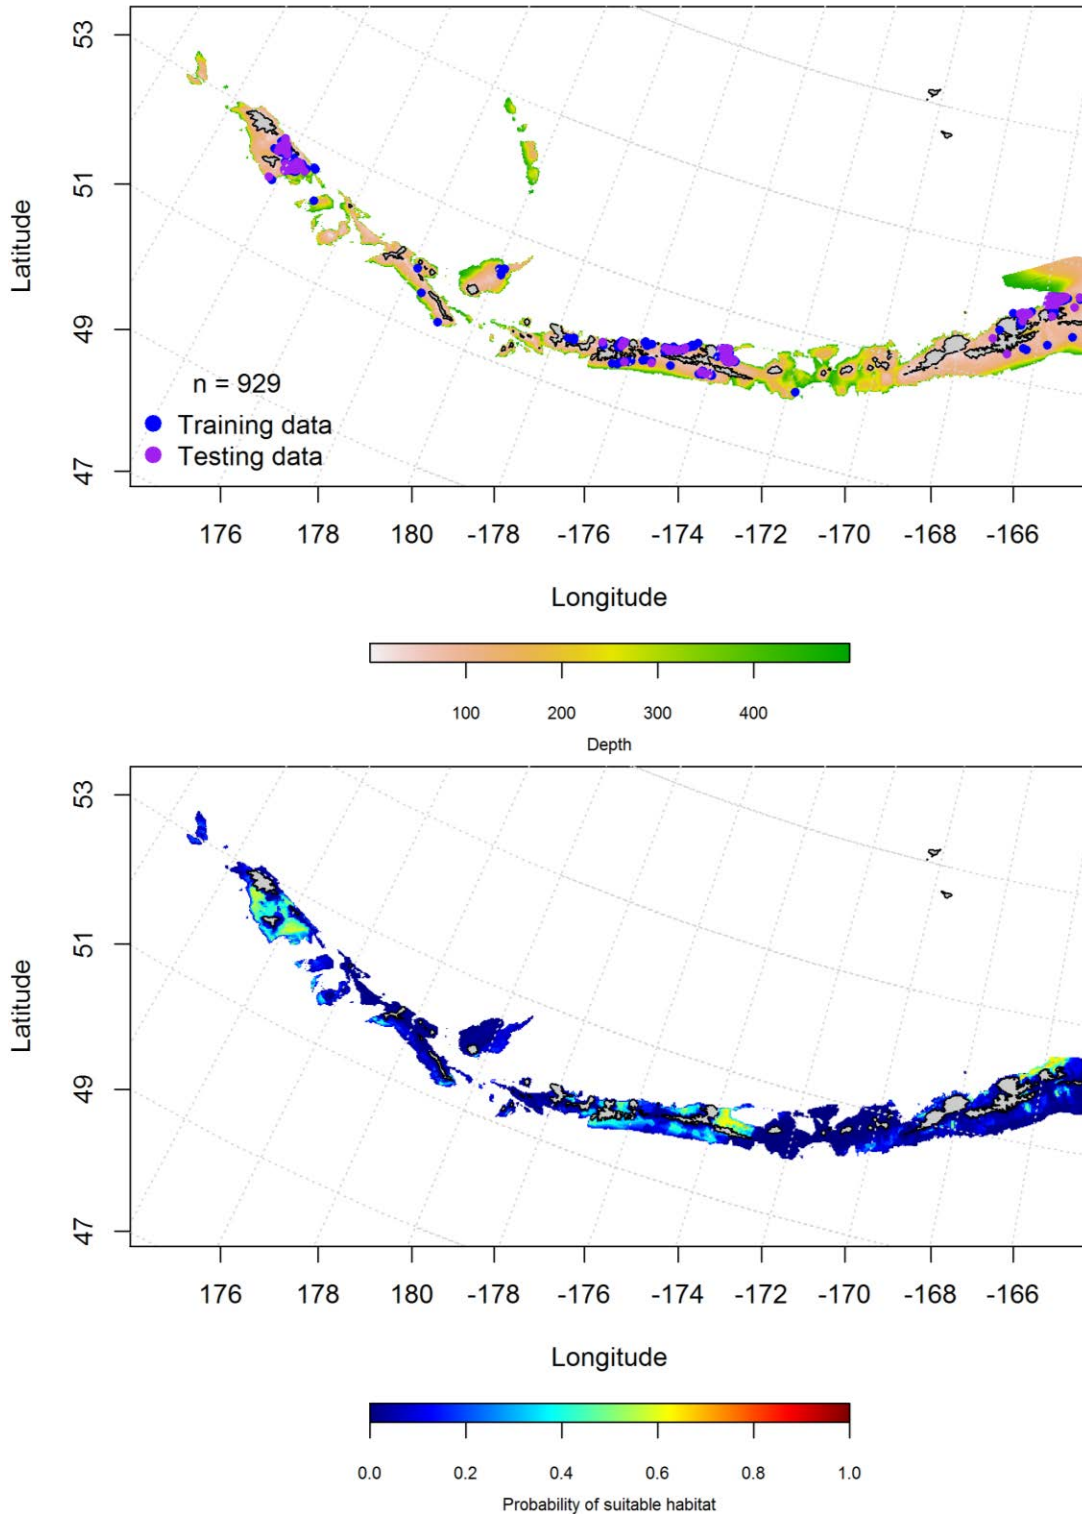 53
51
49
47
Latitude
n = 929
Training data
Testing data
176 178 180 -178 -176 -174 -172 -170 -168 -166
Longitude
100 200 300 400
Depth
53
51
49
47
Latitude
176 178 180 -178 -176 -174 -172 -170 -168 -166
Longitude
0.0 0.2 0.4 0.6 0.8 1.0
Probability of suitable habitat